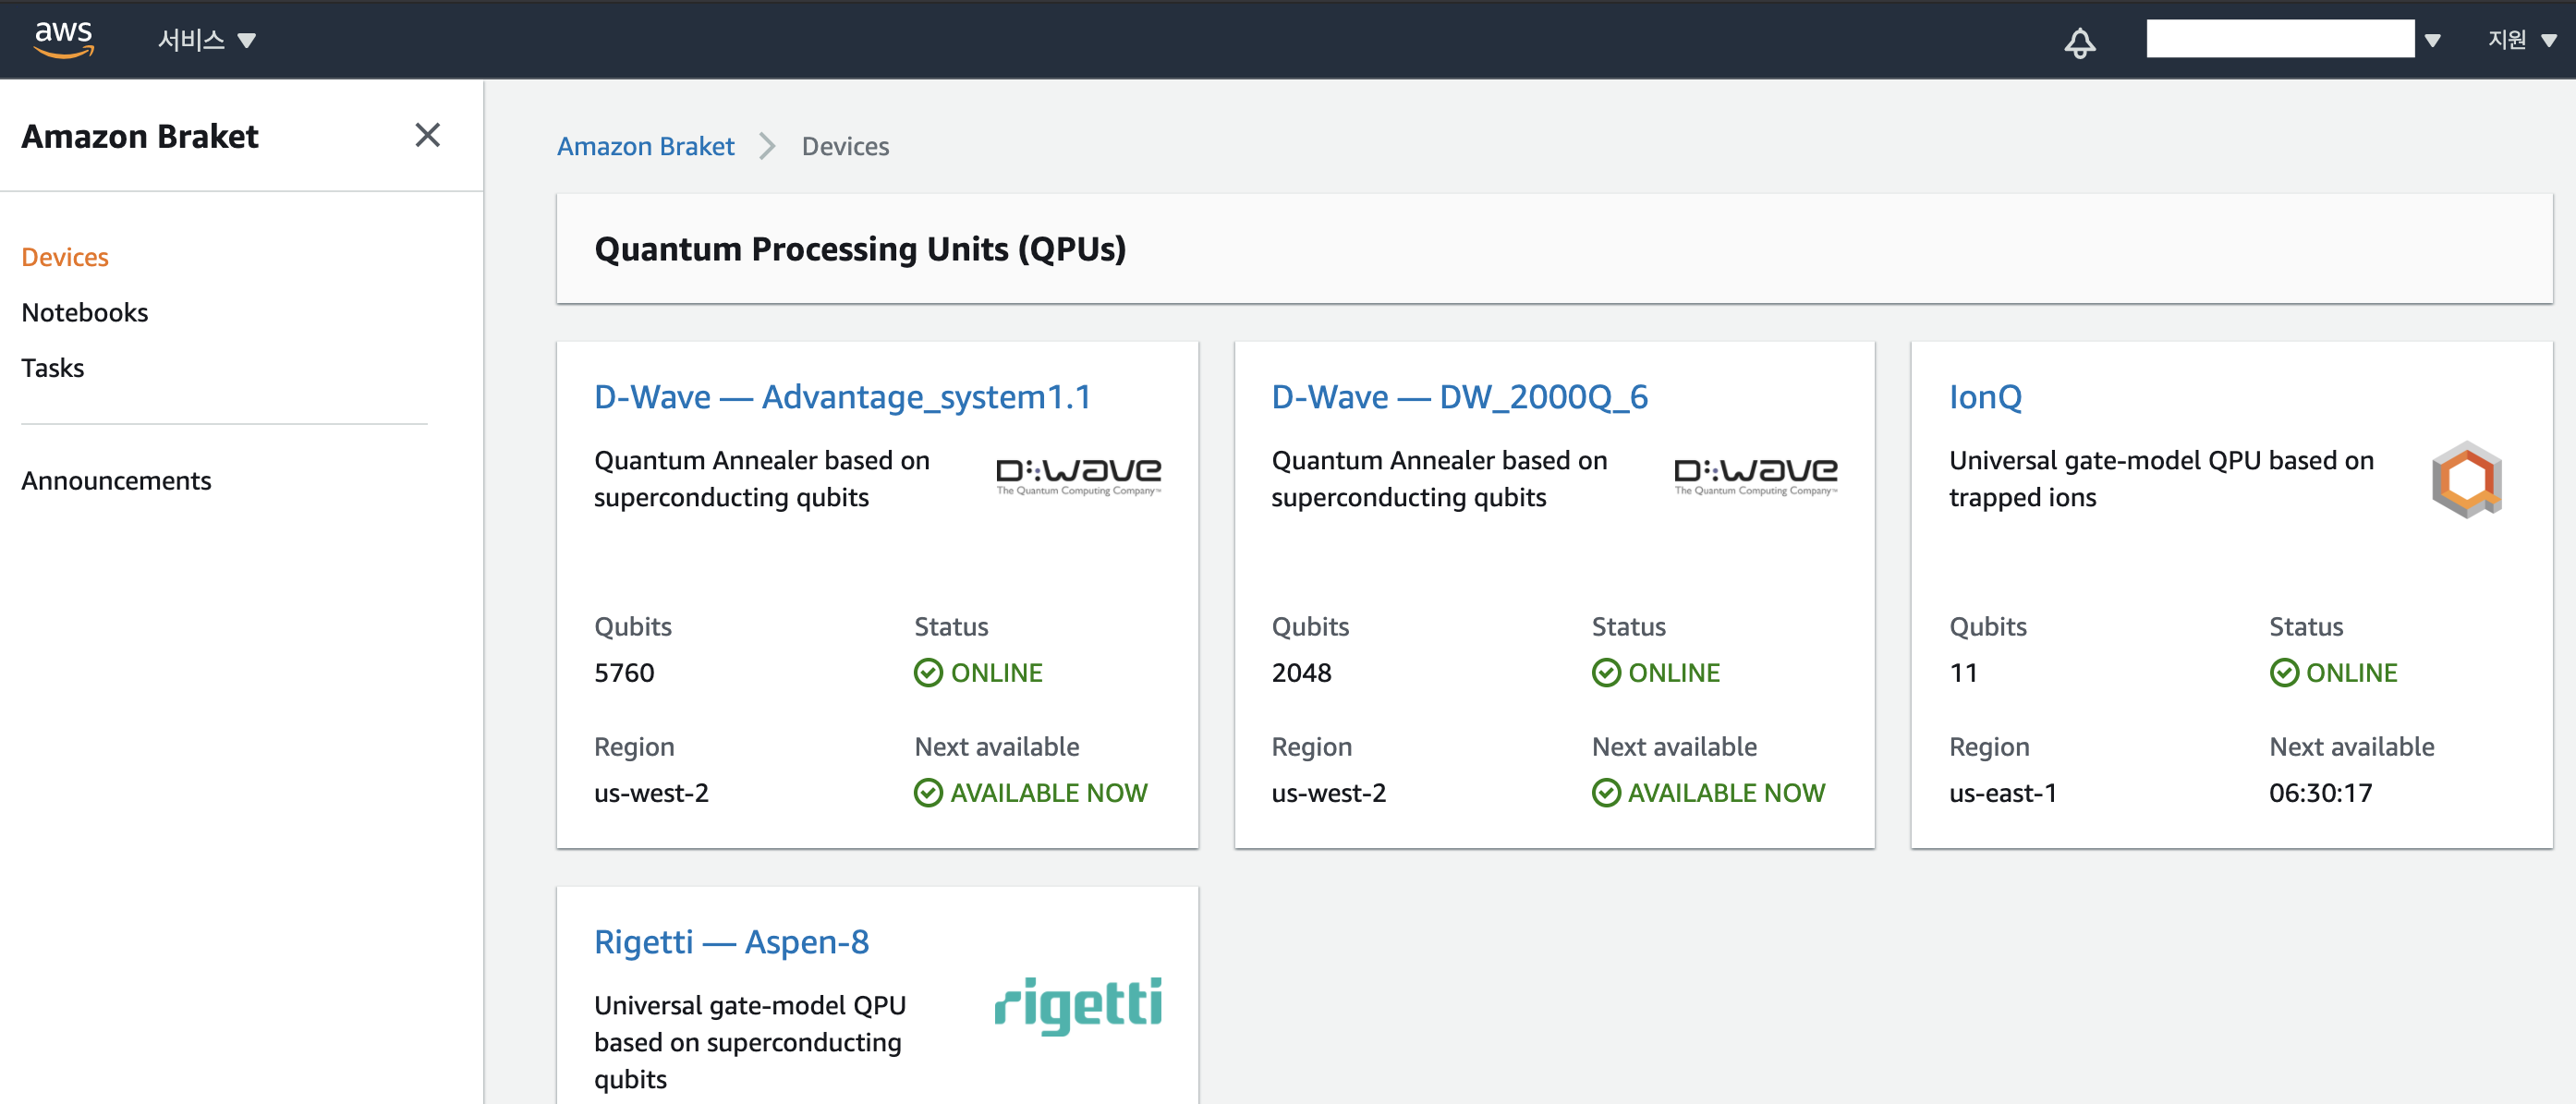 aws
서비스
지원
Amazon Braket
Devices
Notebooks
Tasks
Announcements
Amazon Braket
Devices
Quantum Processing Units (QPUs)
D-Wave — Advantage_system1.1
Quantum Annealer based on
superconducting qubits
D:wave
The Quantum Computing Company™
Qubits
Status
5760
ONLINE
Region
Next available
us-west-2
AVAILABLE NOW
D-Wave — DW_2000Q_6
Quantum Annealer based on
superconducting qubits
D:wave
The Quantum Computing Company™
Qubits
Status
2048
ONLINE
Region
Next available
us-west-2
AVAILABLE NOW
IonQ
Universal gate-model QPU based on
trapped ions
Qubits
Status
11
ONLINE
Region
Next available
us-east-1
06:30:17
Rigetti — Aspen-8
Universal gate-model QPU
based on superconducting
qubits
rigetti